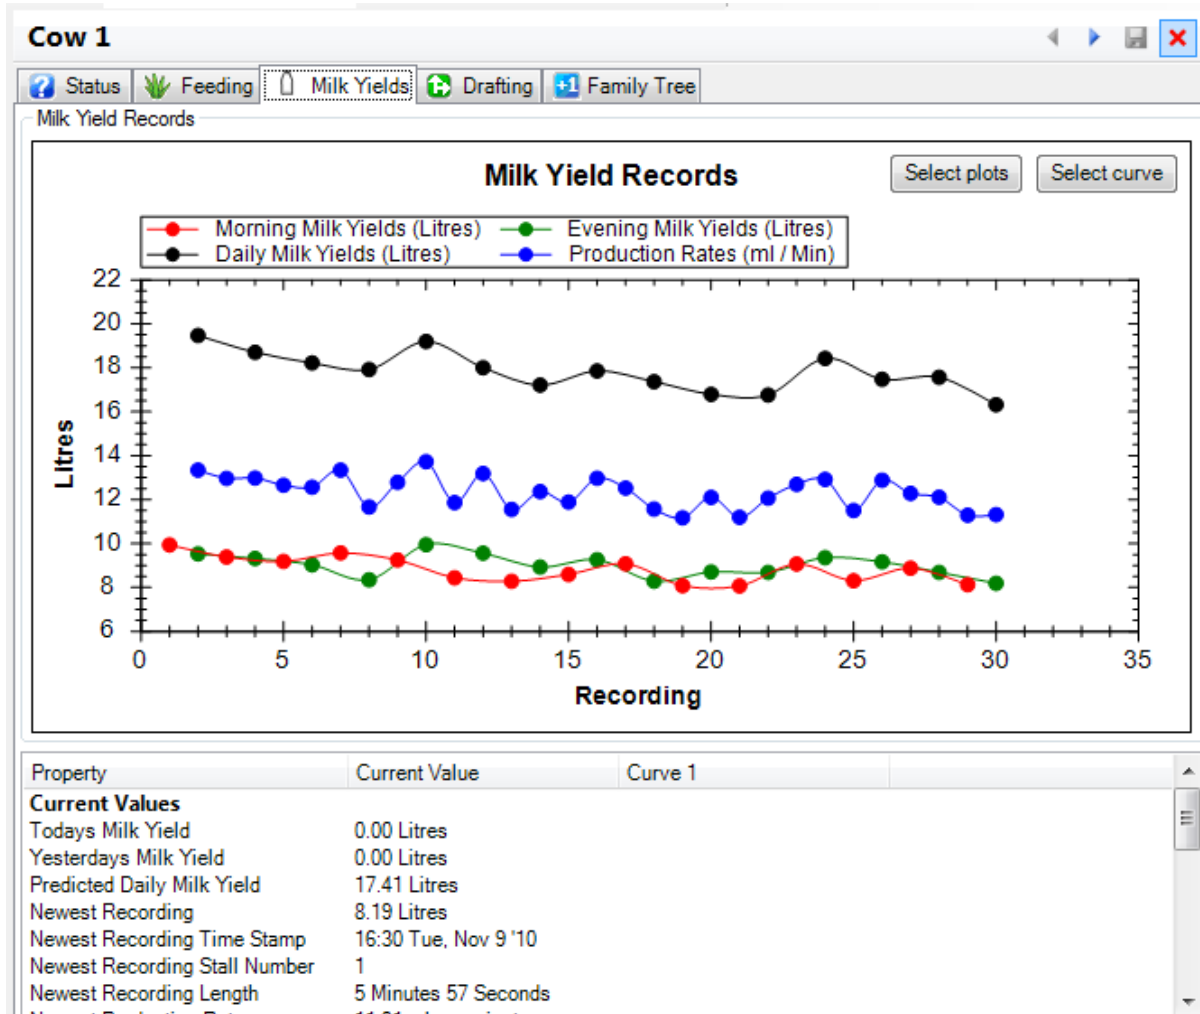 Cow 1
Status Feeding Milk Yields Drafting Family Tree
Milk Yield Records
Milk Yield Records Select plots Select curve
Morning Milk Yields (Litres) Evening Milk Yields (Litres)
Daily Milk Yields (Litres) Production Rates (ml / Min)
22
20
18
16
14
12
10
8
6
Litres
0 5 10 15 20 25 30 35
Recording
Property Current Value Curve 1
Current Values
Todays Milk Yield 0.00 Litres
Yesterdays Milk Yield 0.00 Litres
Predicted Daily Milk Yield 17.41 Litres
Newest Recording 8.19 Litres
Newest Recording Time Stamp 16:30 Tue, Nov 9 '10
Newest Recording Stall Number 1
Newest Recording Length 5 Minutes 57 Seconds